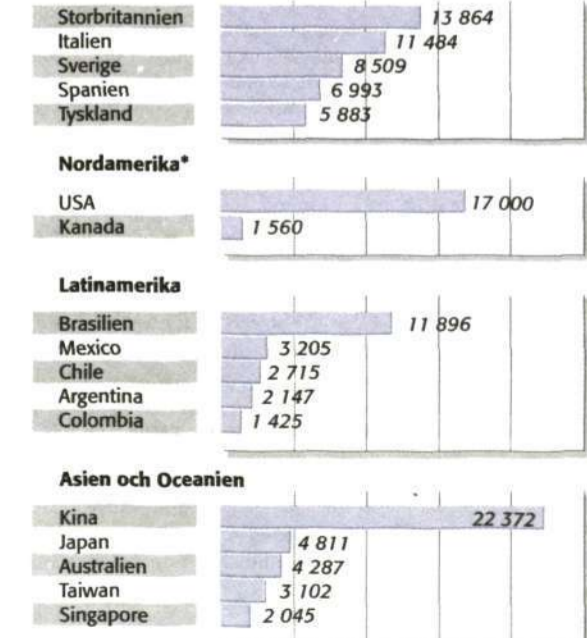 Storbritannien 13 864
Italien 11 484
Sverige 8 509
Spanien 6 993
Tyskland 5 883
Nordamerika*
USA 17 000
Kanada 1 560
Latinamerika
Brasilien 11 896
Mexico 3 205
Chile 2 715
Argentina 2 147
Colombia 1 425
Asien och Oceanien
Kina 22 372
Japan 4 811
Australien 4 287
Taiwan 3 102
Singapore 2 045